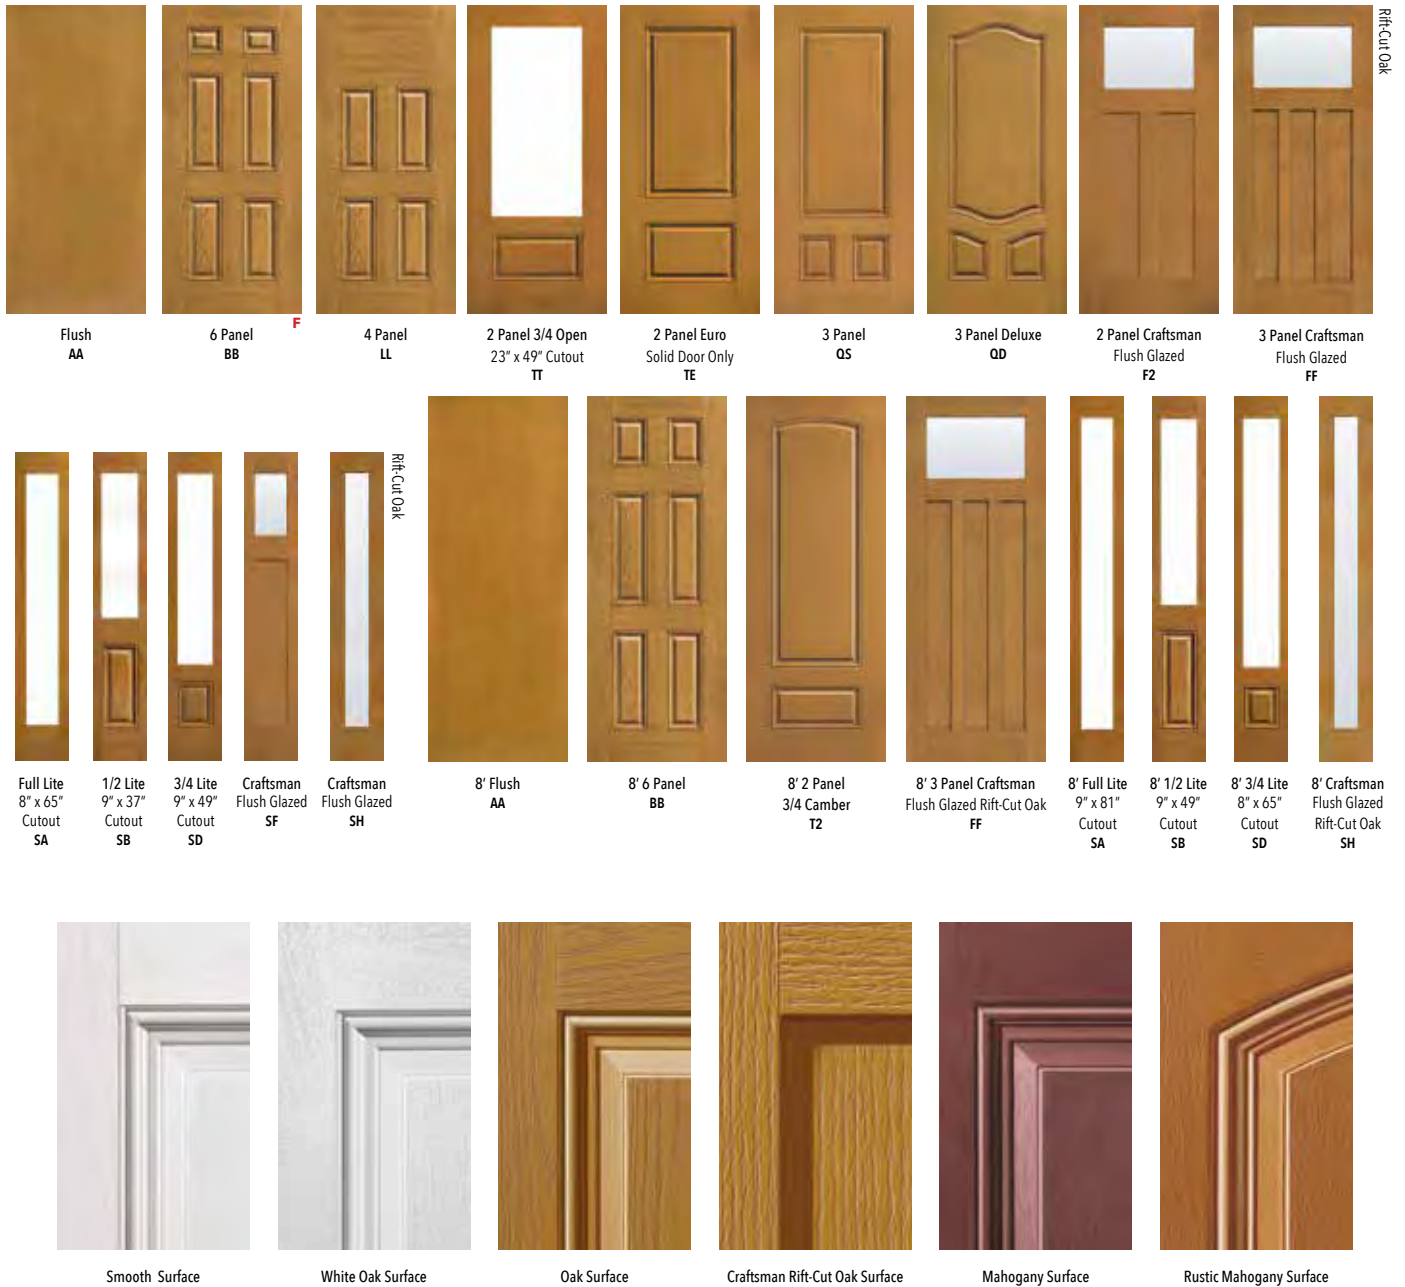 Rift-Cut Oak
Flush
AA
6 Panel
BB
F
4 Panel
LL
2 Panel 3/4 Open
23" x 49" Cutout
TT
2 Panel Euro
Solid Door Only
TE
3 Panel
QS
3 Panel Deluxe
QD
2 Panel Craftsman
Flush Glazed
F2
3 Panel Craftsman
Flush Glazed
FF
Rift-Cut Oak
Full Lite
8" x 65"
Cutout
SA
1/2 Lite
9" x 37"
Cutout
SB
3/4 Lite
9" x 49"
Cutout
SD
Craftsman
Flush Glazed
SF
Craftsman
Flush Glazed
SH
8' Flush
AA
8' 6 Panel
BB
8' 2 Panel
3/4 Camber
T2
8' 3 Panel Craftsman
Flush Glazed Rift-Cut Oak
FF
8' Full Lite
9" x 81"
Cutout
SA
8' 1/2 Lite
9" x 49"
Cutout
SB
8' 3/4 Lite
8" x 65"
Cutout
SD
8' Craftsman
Flush Glazed
Rift-Cut Oak
SH
Smooth Surface
White Oak Surface
Oak Surface
Craftsman Rift-Cut Oak Surface
Mahogany Surface
Rustic Mahogany Surface